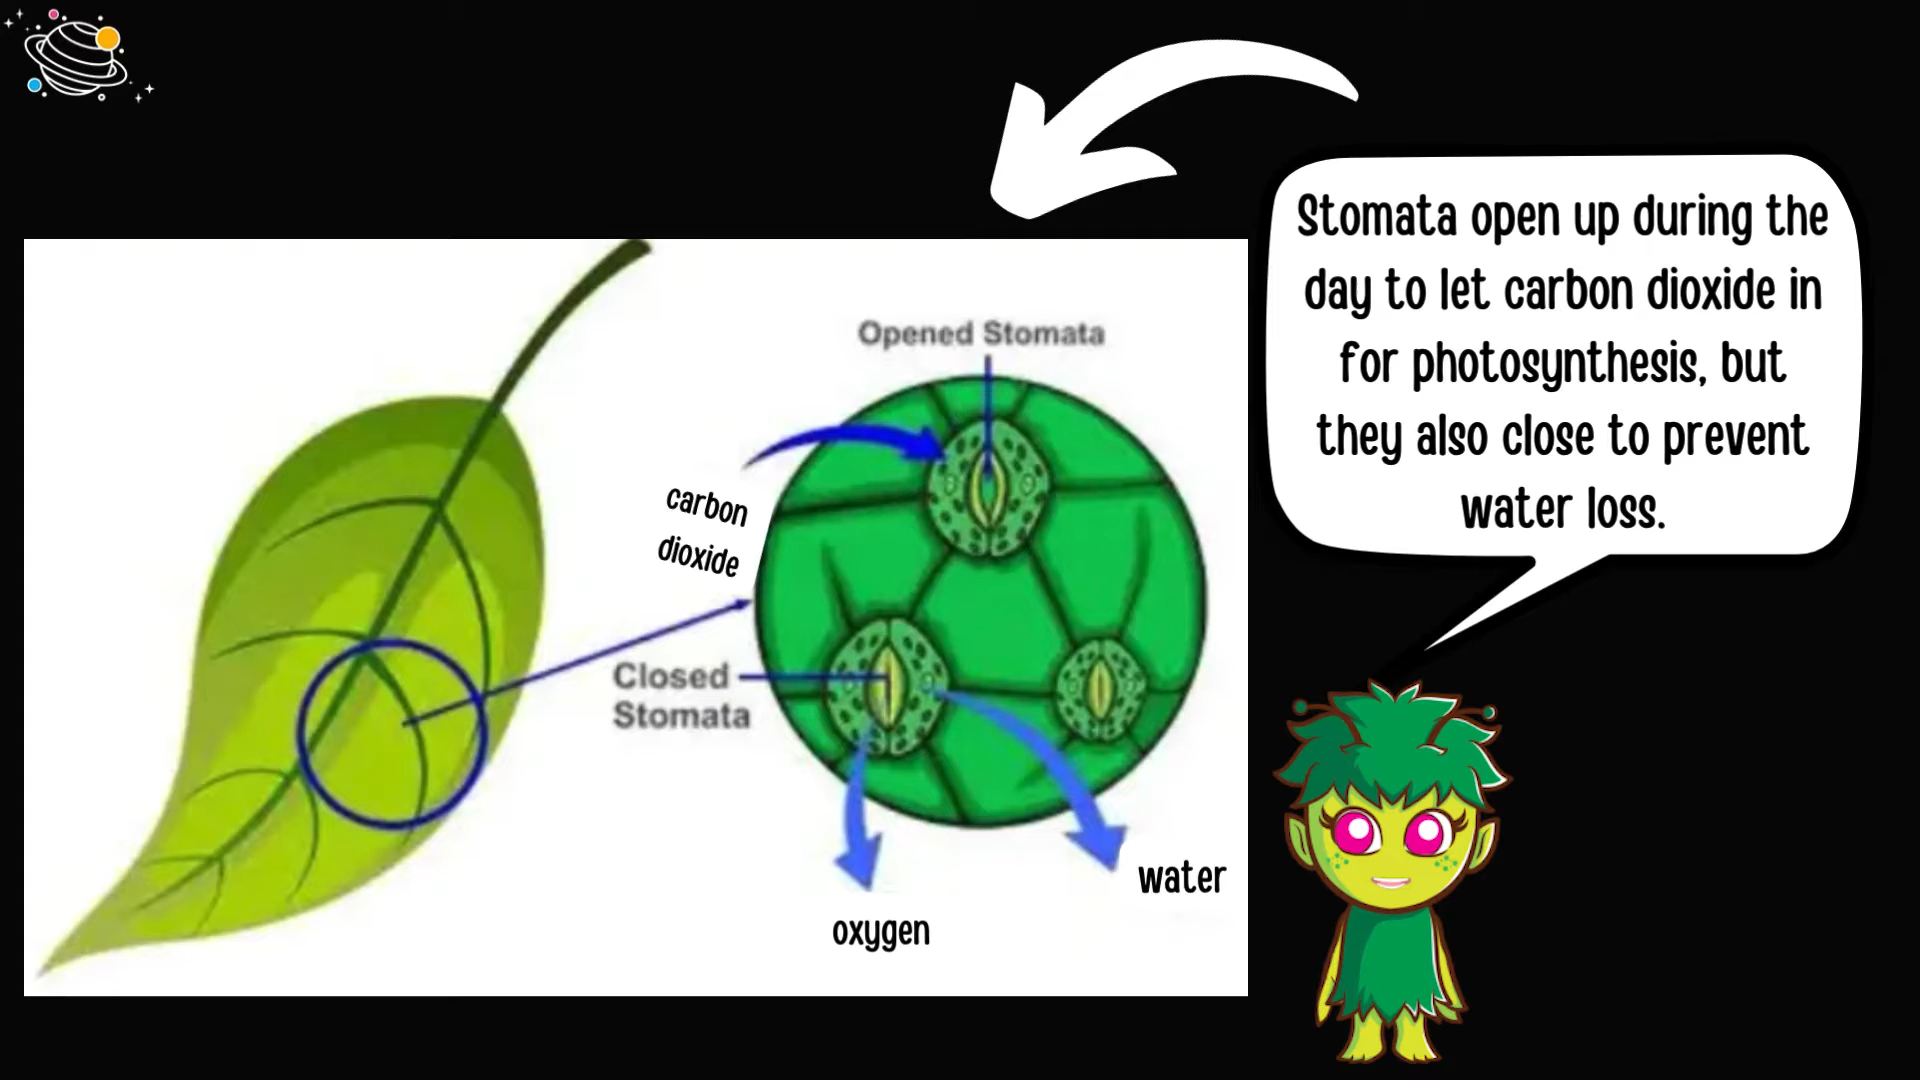 Stomata open up during the
day to let carbon dioxide in
for photosynthesis, but
they also close to prevent
water loss.
Opened Stomata
carbon
dioxide
Closed
Stomata
water
oxygen